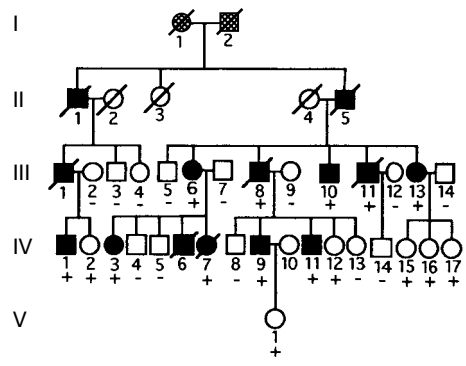 I
1 2
II
1 2 3 4 5
III
1 2 3 4 5 6 7 8 9 10 11 12 13 14
- - - - + - + - + + - + -
IV
1 2 3 4 5 6 7 8 9 10 11 12 13 14 15 16 17
+ + + - - + - + + + - - + + +
V
1
+